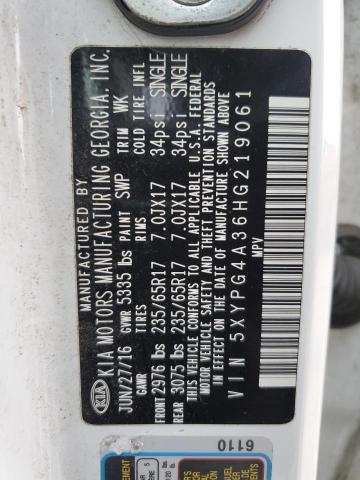 MANUFACTURED BY
KIA KIA MOTORS MANUFACTURING GEORGIA, INC.
JUN/27/16 GVWR 5335 lbs PAINT SWP TRIM WK
GAWR TIRES RIMS COLD TIRE INFL
FRONT 2976 lbs 235/65R17 7.0JX17 34psi SINGLE
REAR 3075 lbs 235/65R17 7.0JX17 34psi SINGLE
THIS VEHICLE CONFORMS TO ALL APPLICABLE U.S.A. FEDERAL
MOTOR VEHICLE SAFETY AND THEFT PREVENTION STANDARDS
IN EFFECT ON THE DATE OF MANUFACTURE SHOWN ABOVE
VIN 5XYPG4A36HG219061
MPV
6110